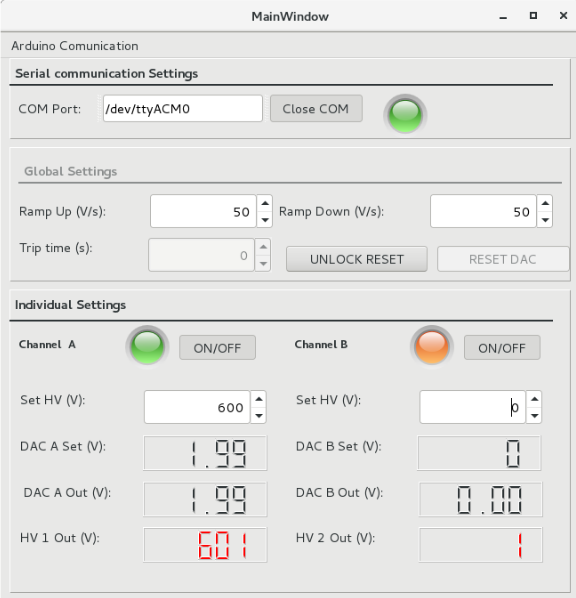 MainWindow
Arduino Comunication
Serial communication Settings
COM Port: /dev/ttyACM0 Close COM
Global Settings
Ramp Up (V/s): 50 Ramp Down (V/s): 50
Trip time (s): 0 UNLOCK RESET RESET DAC
Individual Settings
Channel A ON/OFF Channel B ON/OFF
Set HV (V): 600 Set HV (V): 0
DAC A Set (V): 1.99 DAC B Set (V): 0
DAC A Out (V): 1.99 DAC B Out (V): 0.00
HV 1 Out (V): 601 HV 2 Out (V): 1